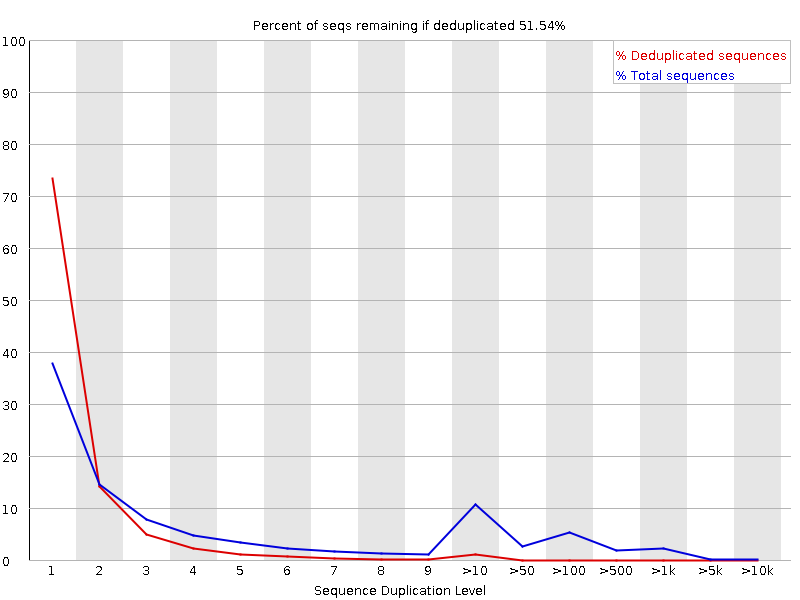 Percent of seqs remaining if deduplicated 51.54%
% Deduplicated sequences
% Total sequences
100
90
80
70
60
50
40
30
20
10
0
1 2 3 4 5 6 7 8 9 >10 >50 >100 >500 >1k >5k >10k
Sequence Duplication Level